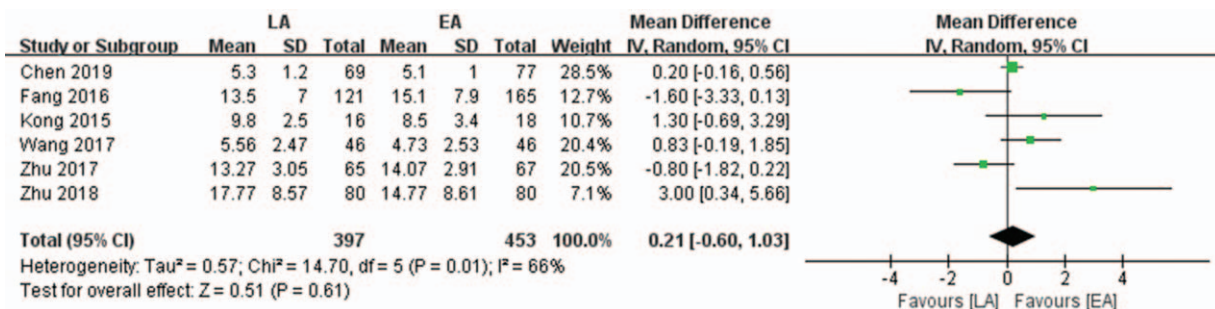 LA EA Mean Difference Mean Difference
Study or Subgroup Mean SD Total Mean SD Total Weight IV, Random, 95% CI IV, Random, 95% CI
Chen 2019 5.3 1.2 69 5.1 1 77 28.5% 0.20 [-0.16, 0.56]
Fang 2016 13.5 7 121 15.1 7.9 165 12.7% -1.60 [-3.33, 0.13]
Kong 2015 9.8 2.5 16 8.5 3.4 18 10.7% 1.30 [-0.69, 3.29]
Wang 2017 5.56 2.47 46 4.73 2.53 46 20.4% 0.83 [-0.19, 1.85]
Zhu 2017 13.27 3.05 65 14.07 2.91 67 20.5% -0.80 [-1.82, 0.22]
Zhu 2018 17.77 8.57 80 14.77 8.61 80 7.1% 3.00 [0.34, 5.66]
Total (95% CI) 397 453 100.0% 0.21 [-0.60, 1.03]
Heterogeneity: Tau² = 0.57; Chi² = 14.70, df = 5 (P = 0.01); I² = 66%
Test for overall effect: Z = 0.51 (P = 0.61)
-4 -2 0 2 4
Favours [LA] Favours [EA]